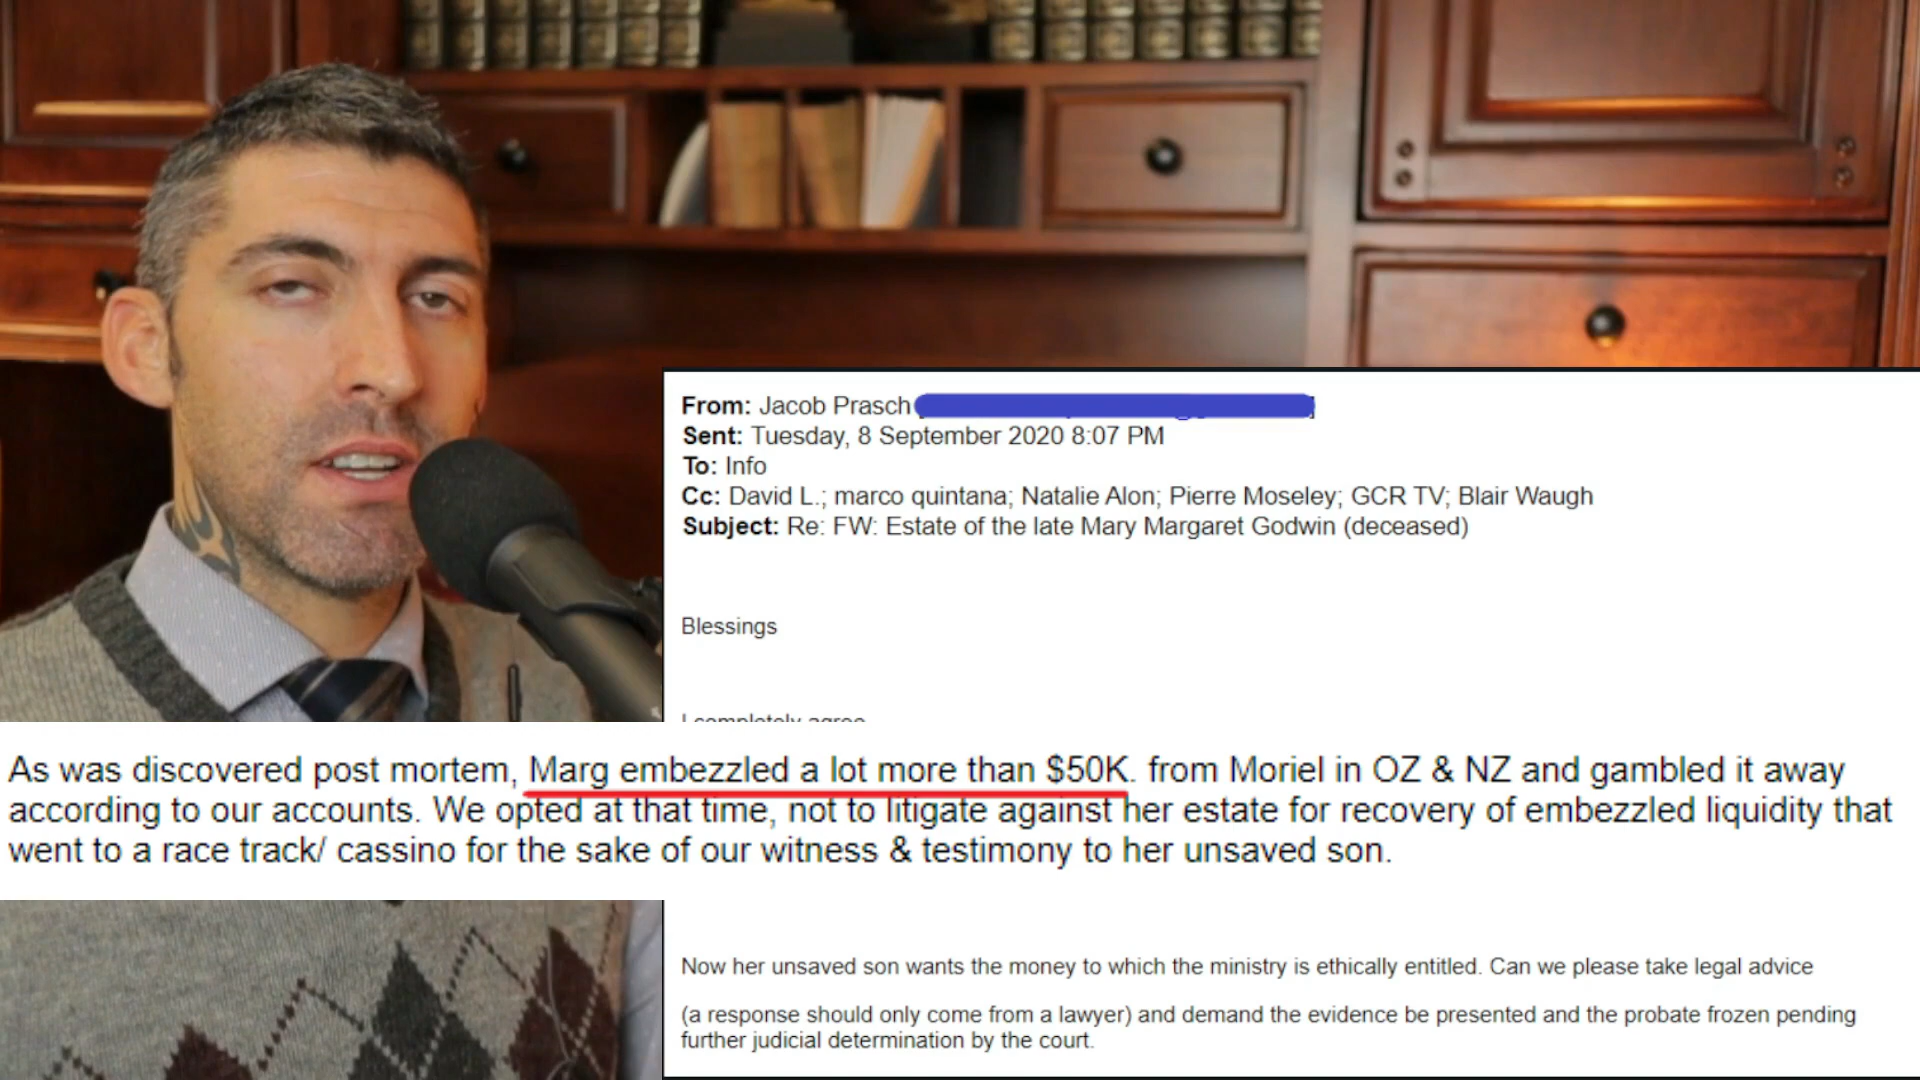 From: Jacob Prasch
Sent: Tuesday, 8 September 2020 8:07 PM
To: Info
Cc: David L.; marco quintana; Natalie Alon; Pierre Moseley; GCR TV; Blair Waugh
Subject: Re: FW: Estate of the late Mary Margaret Godwin (deceased)
Blessings
I completely agree
As was discovered post mortem, Marg embezzled a lot more than $50K. from Moriel in OZ & NZ and gambled it away
according to our accounts. We opted at that time, not to litigate against her estate for recovery of embezzled liquidity that
went to a race track/ cassino for the sake of our witness & testimony to her unsaved son.
Now her unsaved son wants the money to which the ministry is ethically entitled. Can we please take legal advice
(a response should only come from a lawyer) and demand the evidence be presented and the probate frozen pending
further judicial determination by the court.